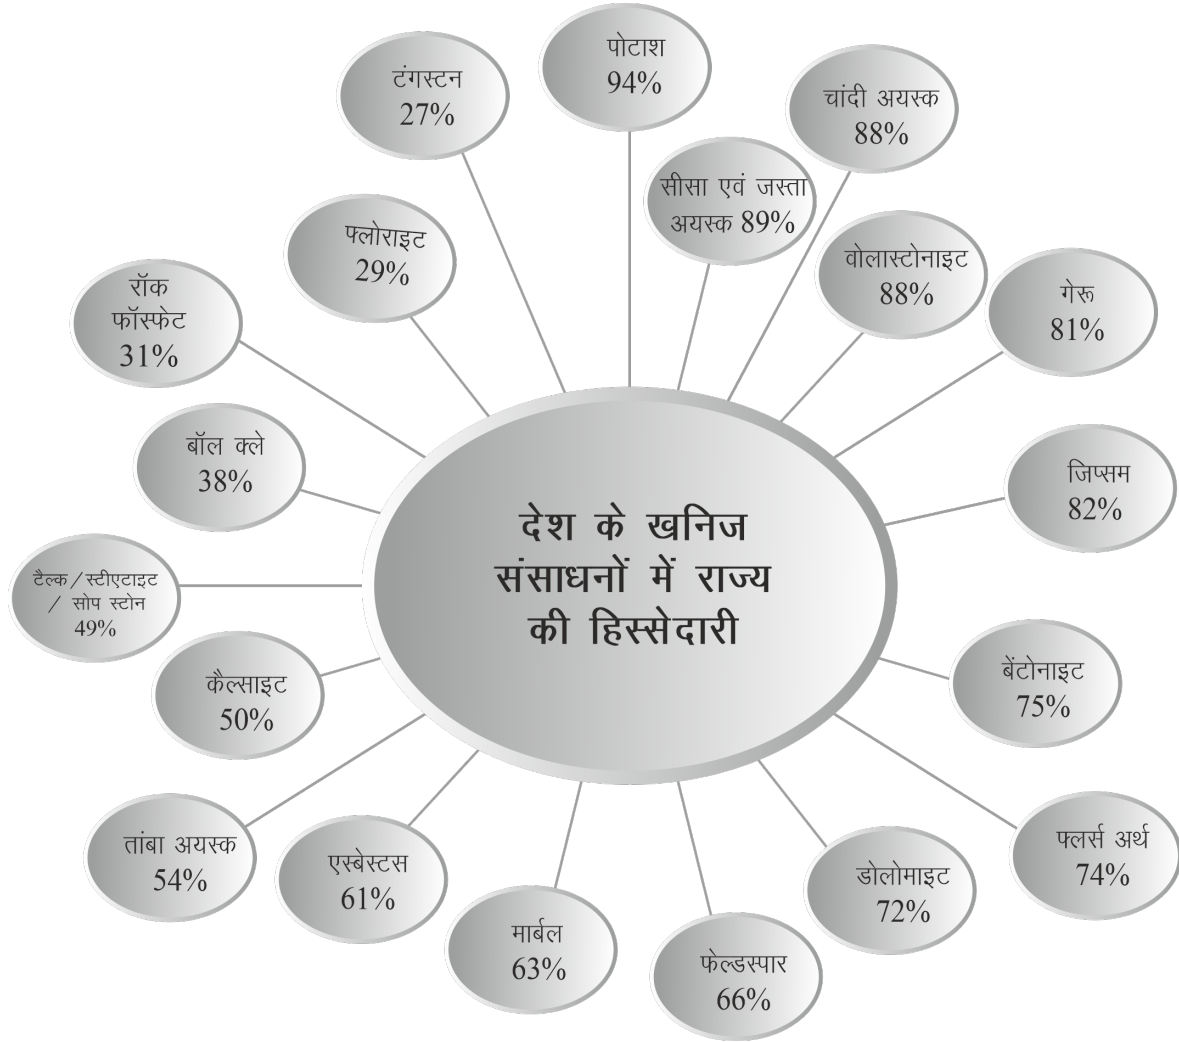 देश के खनिज
संसाधनों में राज्य
की हिस्सेदारी
पोटाश
94%
सीसा एवं जस्ता
अयस्क 89%
चांदी अयस्क
88%
वोलास्टोनाइट
88%
गेरू
81%
जिप्सम
82%
बेंटोनाइट
75%
फ्लर्स अर्थ
74%
डोलोमाइट
72%
फेल्डस्पार
66%
मार्बल
63%
एस्बेस्टस
61%
तांबा अयस्क
54%
कैल्साइट
50%
टैल्क/स्टीएटाइट
/ सोप स्टोन
49%
बॉल क्ले
38%
रॉक
फॉस्फेट
31%
फ्लोराइट
29%
टंगस्टन
27%